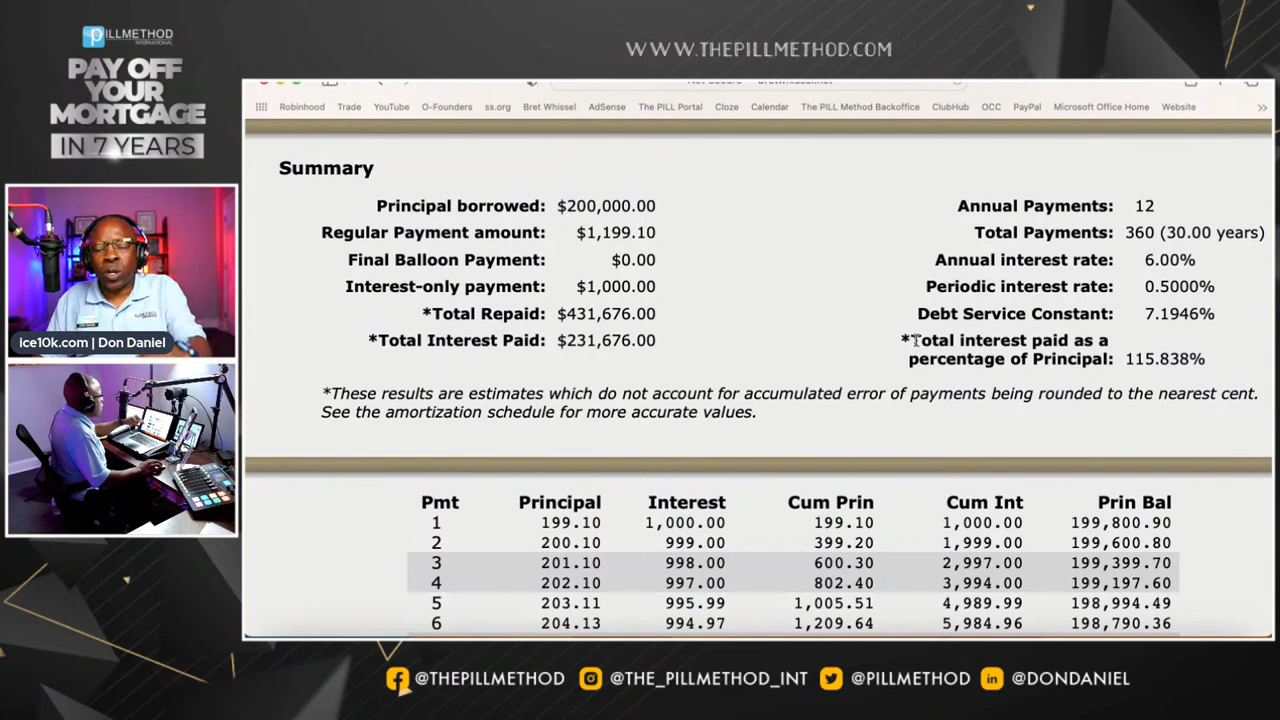 PILLMETHOD
INTERNATIONAL
PAY OFF
YOUR
MORTGAGE
IN 7 YEARS
WWW.THEPILLMETHOD.COM
Robinhood Trade YouTube O-Founders ss.org Bret Whissel AdSense The PILL Portal Cloze Calendar The PILL Method Backoffice ClubHub OCC PayPal Microsoft Office Home Website >>
Summary
Principal borrowed: $200,000.00
Regular Payment amount: $1,199.10
Final Balloon Payment: $0.00
Interest-only payment: $1,000.00
*Total Repaid: $431,676.00
*Total Interest Paid: $231,676.00
Annual Payments: 12
Total Payments: 360 (30.00 years)
Annual interest rate: 6.00%
Periodic interest rate: 0.5000%
Debt Service Constant: 7.1946%
*Total interest paid as a
percentage of Principal: 115.838%
*These results are estimates which do not account for accumulated error of payments being rounded to the nearest cent.
See the amortization schedule for more accurate values.
Pmt Principal Interest Cum Prin Cum Int Prin Bal
1 199.10 1,000.00 199.10 1,000.00 199,800.90
2 200.10 999.00 399.20 1,999.00 199,600.80
3 201.10 998.00 600.30 2,997.00 199,399.70
4 202.10 997.00 802.40 3,994.00 199,197.60
5 203.11 995.99 1,005.51 4,989.99 198,994.49
6 204.13 994.97 1,209.64 5,984.96 198,790.36
ice10k.com | Don Daniel
@THEPILLMETHOD @THE_PILLMETHOD_INT @PILLMETHOD @DONDANIEL